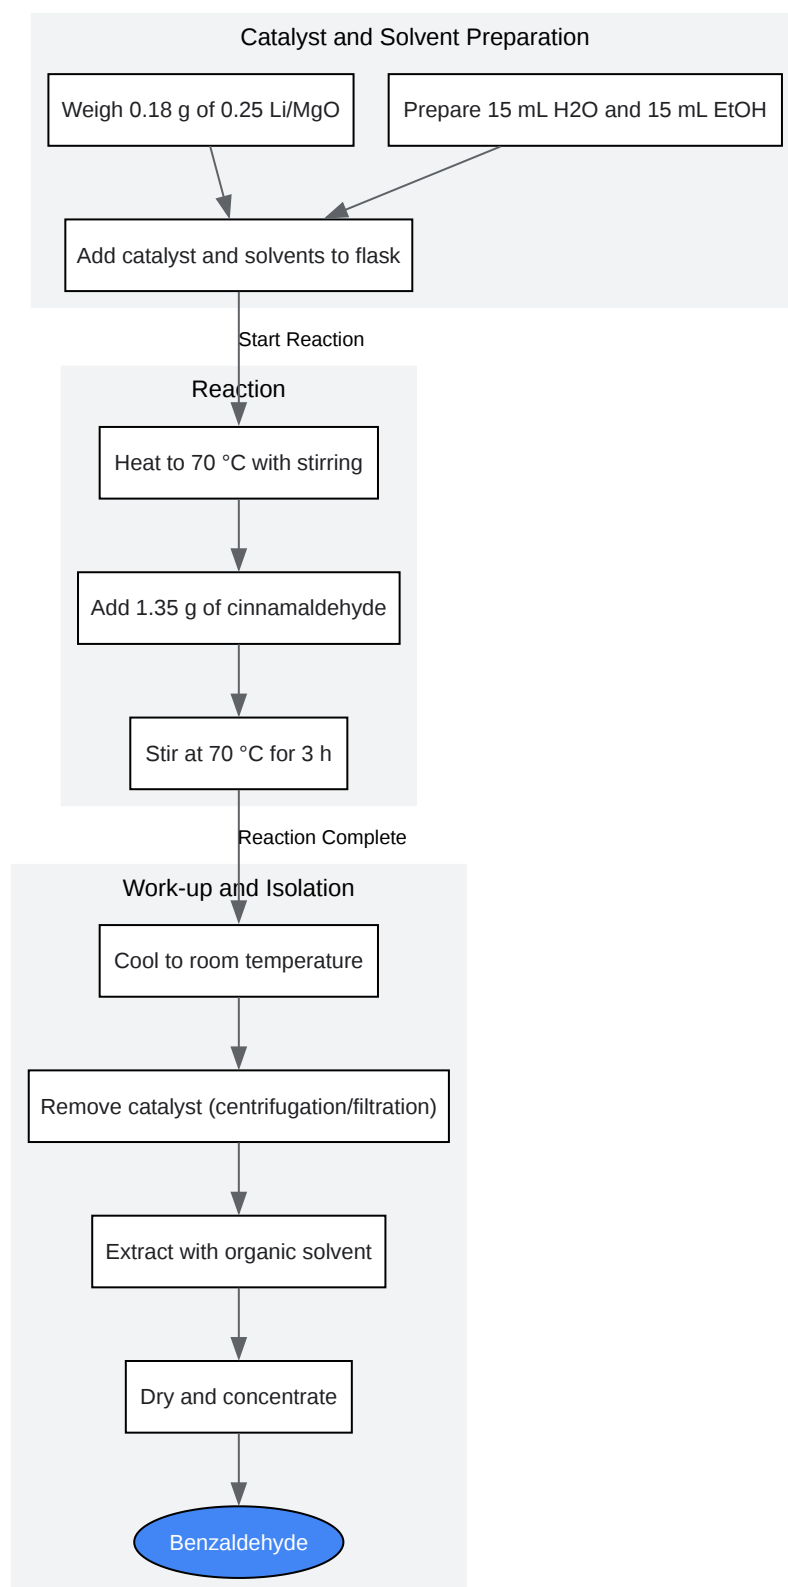 Catalyst and Solvent Preparation
Weigh 0.18 g of 0.25 Li/MgO
Prepare 15 mL H2O and 15 mL EtOH
Add catalyst and solvents to flask
Start Reaction
Reaction
Heat to 70 °C with stirring
Add 1.35 g of cinnamaldehyde
Stir at 70 °C for 3 h
Reaction Complete
Work-up and Isolation
Cool to room temperature
Remove catalyst (centrifugation/filtration)
Extract with organic solvent
Dry and concentrate
Benzaldehyde